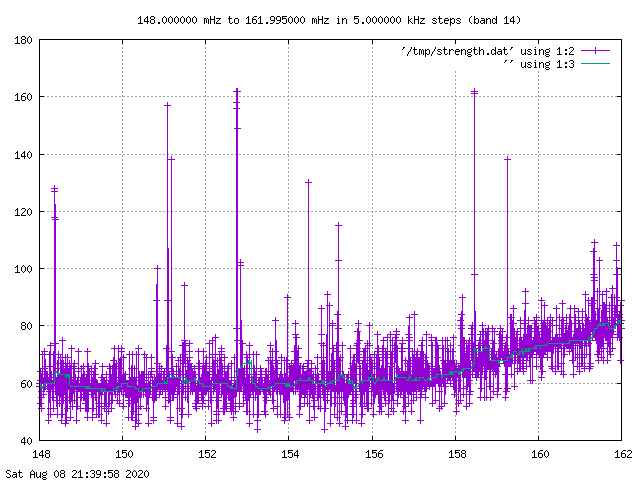 148.000000 mHz to 161.995000 mHz in 5.000000 kHz steps (band 14)
'/tmp/strength.dat' using 1:2
'' using 1:3
180
160
140
120
100
80
60
40
148 150 152 154 156 158 160 162
Sat Aug 08 21:39:58 2020